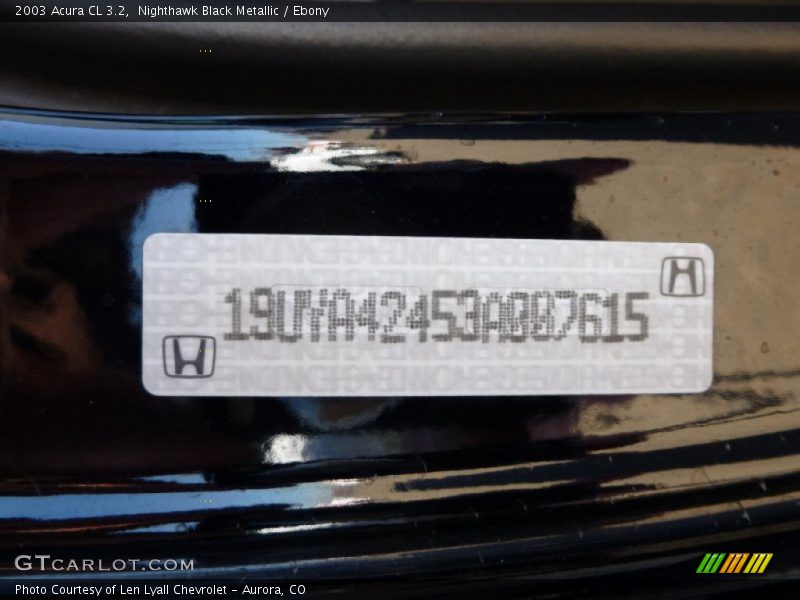 2003 Acura CL 3.2, Nighthawk Black Metallic / Ebony
19UYA42453A007615
GTCARLOT.COM
Photo Courtesy of Len Lyall Chevrolet – Aurora, CO